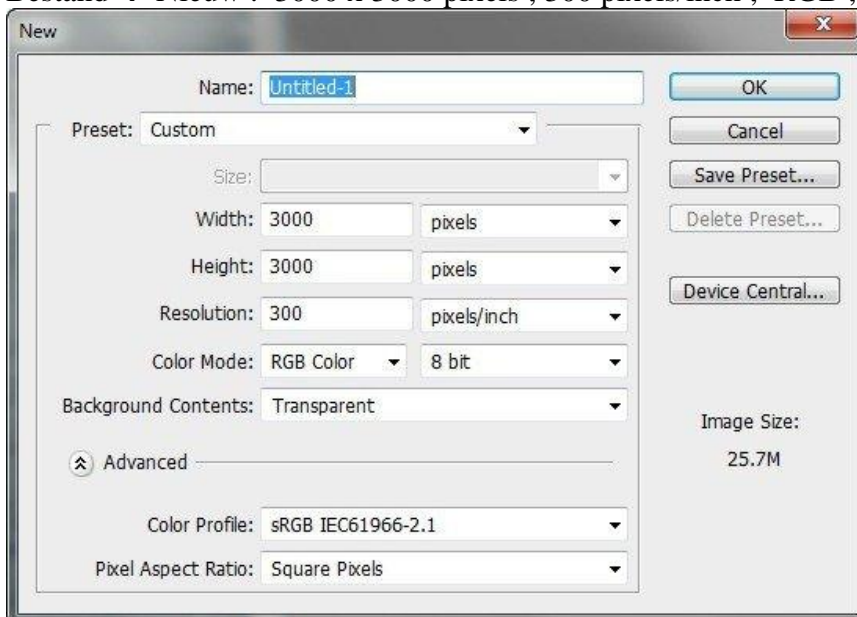 New
Name: Untitled-1
OK
Preset: Custom
Cancel
Size:
Save Preset...
Width: 3000 pixels
Delete Preset...
Height: 3000 pixels
Device Central...
Resolution: 300 pixels/inch
Color Mode: RGB Color 8 bit
Background Contents: Transparent
Image Size:
Advanced
25.7M
Color Profile: sRGB IEC61966-2.1
Pixel Aspect Ratio: Square Pixels